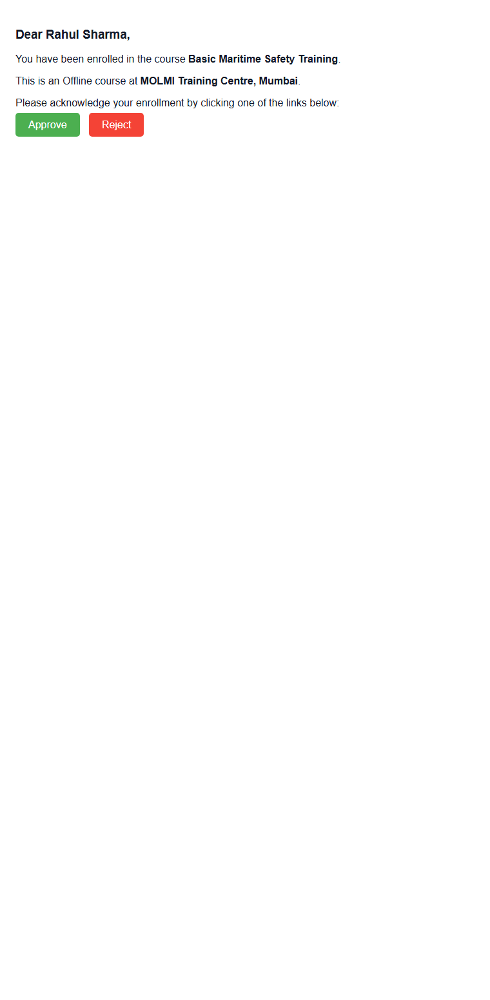 Dear Rahul Sharma,
You have been enrolled in the course Basic Maritime Safety Training.
This is an Offline course at MOLMI Training Centre, Mumbai.
Please acknowledge your enrollment by clicking one of the links below:
Approve Reject